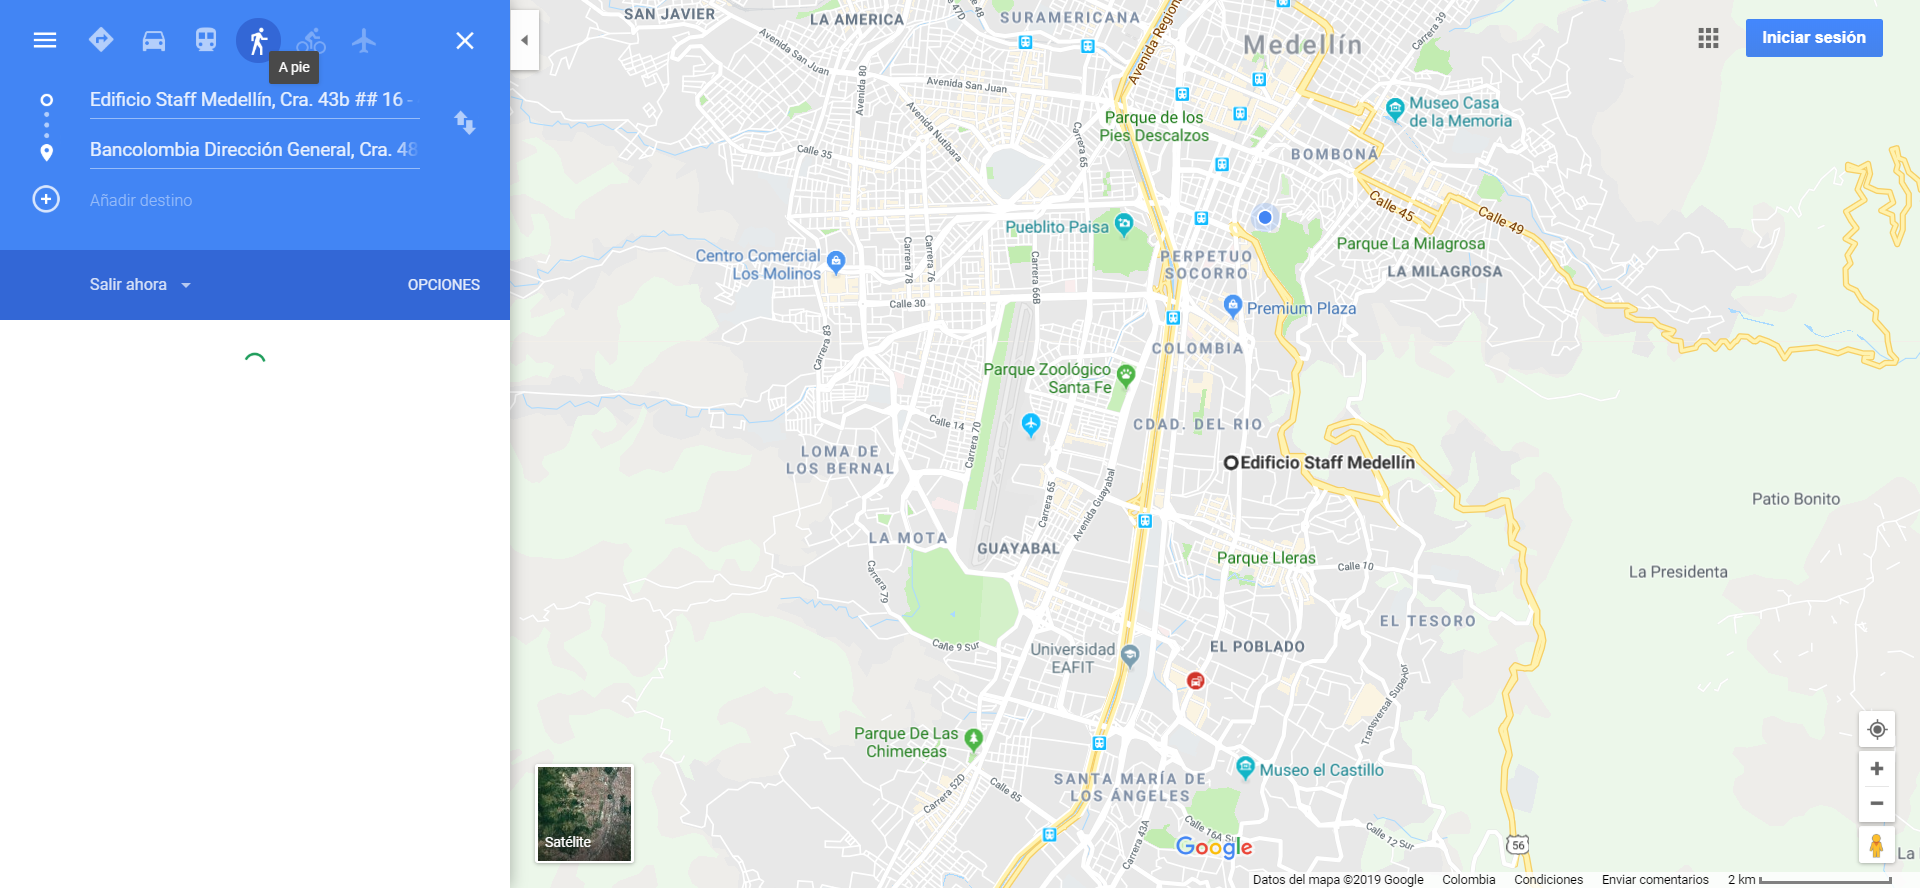 A pie
Edificio Staff Medellín, Cra. 43b ## 16 -
Bancolombia Dirección General, Cra. 48
Añadir destino
Salir ahora
OPCIONES
Iniciar sesión
SAN JAVIER
LA AMERICA
SURAMERICANA
Medellín
Avenida Regional
Carrera 39
Avenida San Juan
Avenida San Juan
Carrera 80
Museo Casa
de la Memoria
Parque de los
Pies Descalzos
Avenida Nutibara
Carrera 65
Calle 35
BOMBONÁ
Calle 45
Calle 49
Pueblito Paisa
Parque La Milagrosa
LA MILAGROSA
PERPETUO
SOCORRO
Centro Comercial
Los Molinos
Carrera 78
Carrera 76
Carrera 66B
Calle 30
Premium Plaza
Carrera 83
COLOMBIA
Parque Zoológico
Santa Fe
Calle 14
CDAD. DEL RIO
Carrera 70
LOMA DE
LOS BERNAL
Edificio Staff Medellín
Patio Bonito
Carrera 65
Avenida Guayabal
LA MOTA
GUAYABAL
Parque Lleras
Calle 10
La Presidenta
Carrera 79
EL TESORO
Calle 9 Sur
Universidad
EAFIT
EL POBLADO
Transversal Superior
Parque De Las
Chimeneas
Museo el Castillo
SANTA MARÍA DE
LOS ÁNGELES
Carrera 52D
Calle 85
Calle 16A Sur
Carrera 43A
Calle 12 Sur
56
La
Satélite
Google
Datos del mapa ©2019 Google
Colombia
Condiciones
Enviar comentarios
2 km